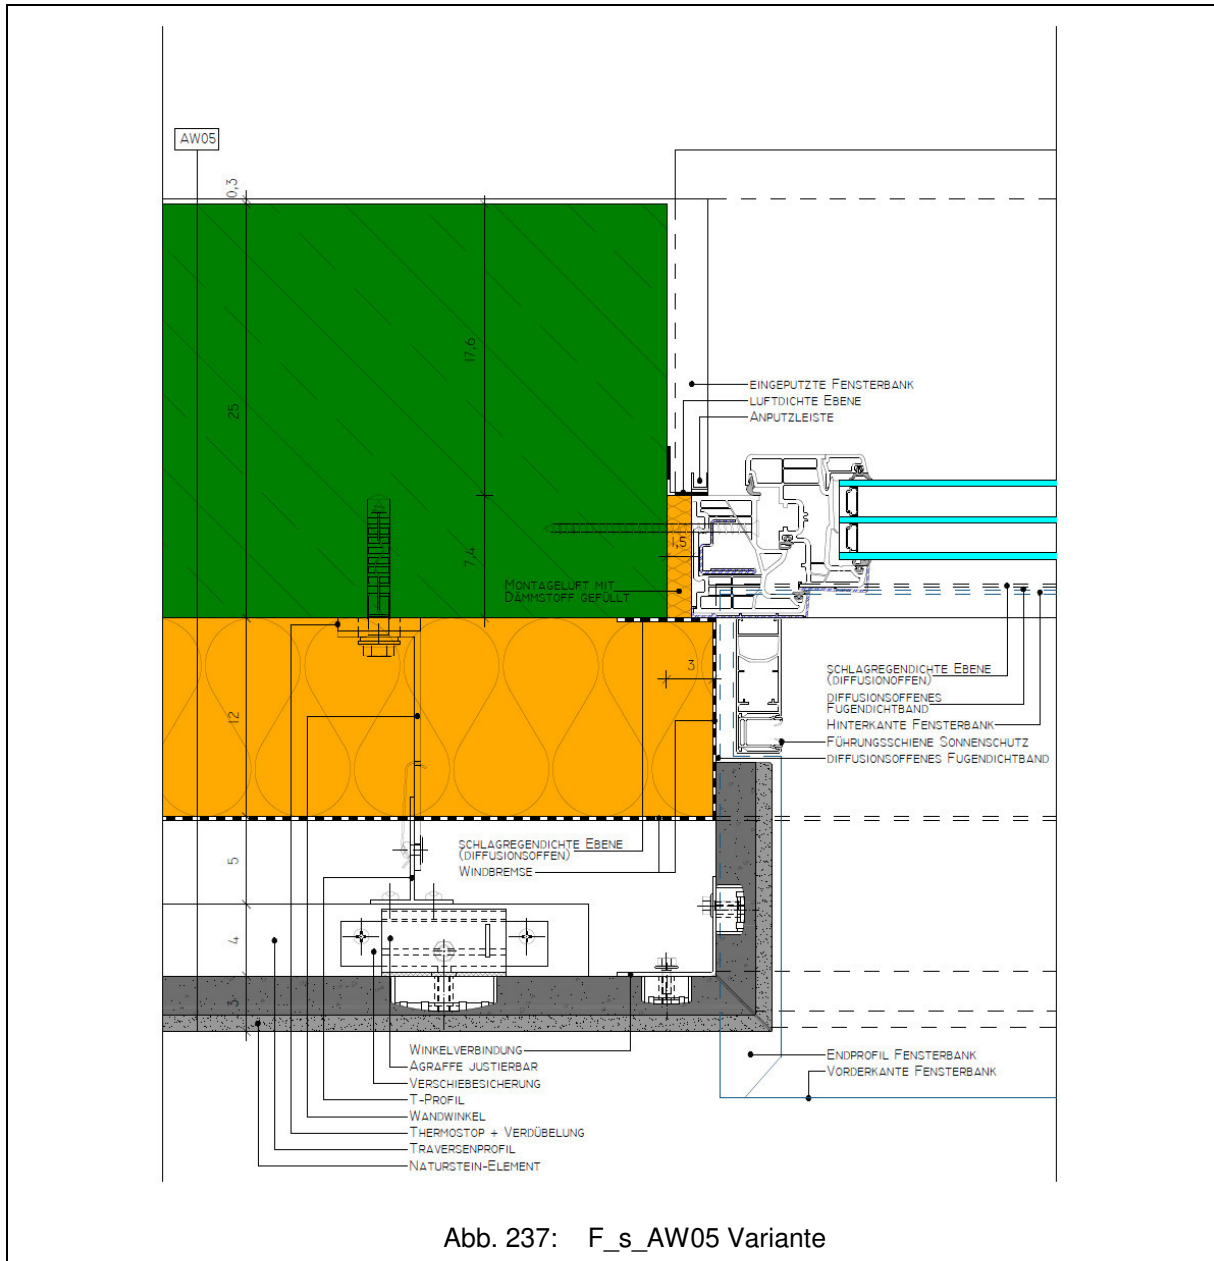 AW05
0,3
17,6
25
EINGEPUTZTE FENSTERBANK
LUFTDICHTE EBENE
ANPUTZLEISTE
1,5
7,4
MONTAGELUFT MIT
DÄMMSTOFF GEFÜLLT
3
SCHLAGREGENDICHTE EBENE
(DIFFUSIONOFFEN)
DIFFUSIONSOFFENES
FUGENDICHTBAND
HINTERKANTE FENSTERBANK
FÜHRUNGSSCHIENE SONNENSCHUTZ
DIFFUSIONSOFFENES FUGENDICHTBAND
12
SCHLAGREGENDICHTE EBENE
(DIFFUSIONSOFFEN)
WINDBREMSE
5
4
3
WINKELVERBINDUNG
AGRAFFE JUSTIERBAR
VERSCHIEBESICHERUNG
T-PROFIL
WANDWINKEL
THERMOSTOP + VERDÜBELUNG
TRAVERSENPROFIL
NATURSTEIN-ELEMENT
ENDPROFIL FENSTERBANK
VORDERKANTE FENSTERBANK
Abb. 237: F_s_AW05 Variante